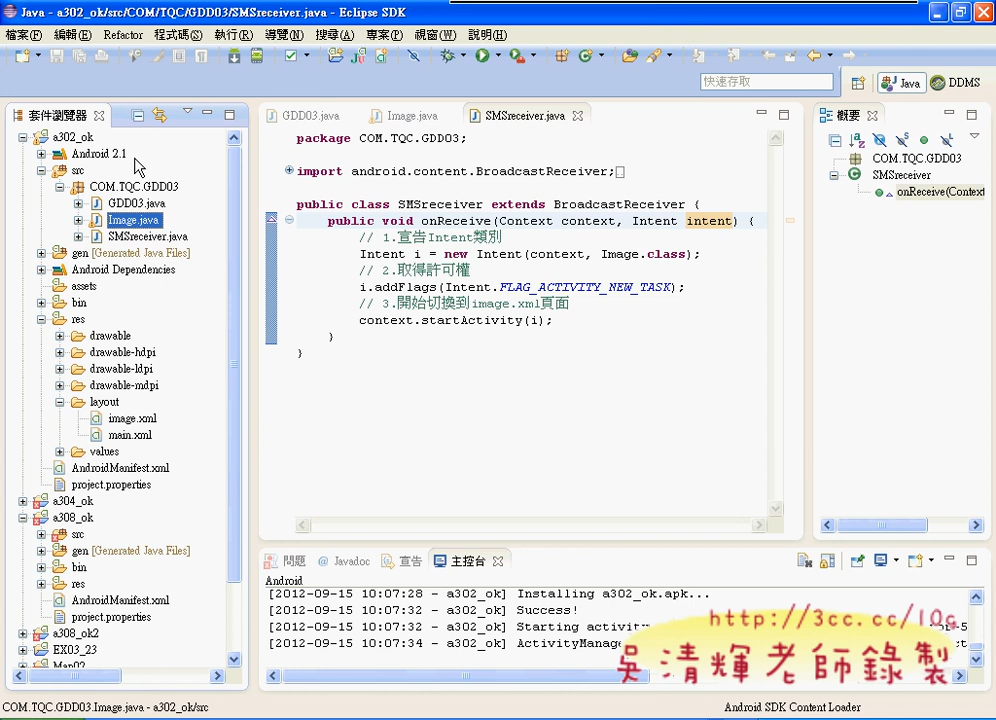 Java - a302_ok/src/COM/TQC/GDD03/SMSreceiver.java - Eclipse SDK
檔案(F) 編輯(E) Refactor 程式碼(S) 執行(R) 導覽(N) 搜尋(A) 專案(P) 視窗(W) 說明(H)
快速存取
Java
DDMS
套件瀏覽器
a302_ok
Android 2.1
src
COM.TQC.GDD03
GDD03.java
Image.java
SMSreceiver.java
gen [Generated Java Files]
Android Dependencies
assets
bin
res
drawable
drawable-hdpi
drawable-ldpi
drawable-mdpi
layout
image.xml
main.xml
values
AndroidManifest.xml
project.properties
a304_ok
a308_ok
src
gen [Generated Java Files]
bin
res
AndroidManifest.xml
project.properties
a308_ok2
EX03_23
Map02
GDD03.java Image.java SMSreceiver.java
package COM.TQC.GDD03;
import android.content.BroadcastReceiver;
public class SMSreceiver extends BroadcastReceiver {
public void onReceive(Context context, Intent intent) {
// 1.宣告Intent類別
Intent i = new Intent(context, Image.class);
// 2.取得許可權
i.addFlags(Intent.FLAG_ACTIVITY_NEW_TASK);
// 3.開始切換到image.xml頁面
context.startActivity(i);
}
}
概要
COM.TQC.GDD03
SMSreceiver
onReceive(Context
問題 @ Javadoc 宣告 主控台
Android
[2012-09-15 10:07:28 - a302_ok] Installing a302_ok.apk...
[2012-09-15 10:07:32 - a302_ok] Success!
[2012-09-15 10:07:32 - a302_ok] Starting activit
[2012-09-15 10:07:34 - a302_ok] ActivityManage
http://3cc.cc/10g
吳清輝老師錄製
COM.TQC.GDD03.Image.java - a302_ok/src
Android SDK Content Loader